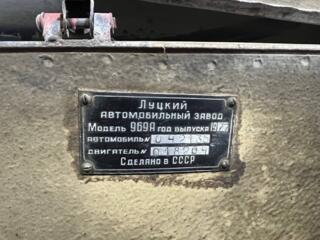 Луцкий
автомобильный завод
Модель 969А год выпуска 197
автомобиль №
двигатель №
Сделано в СССР